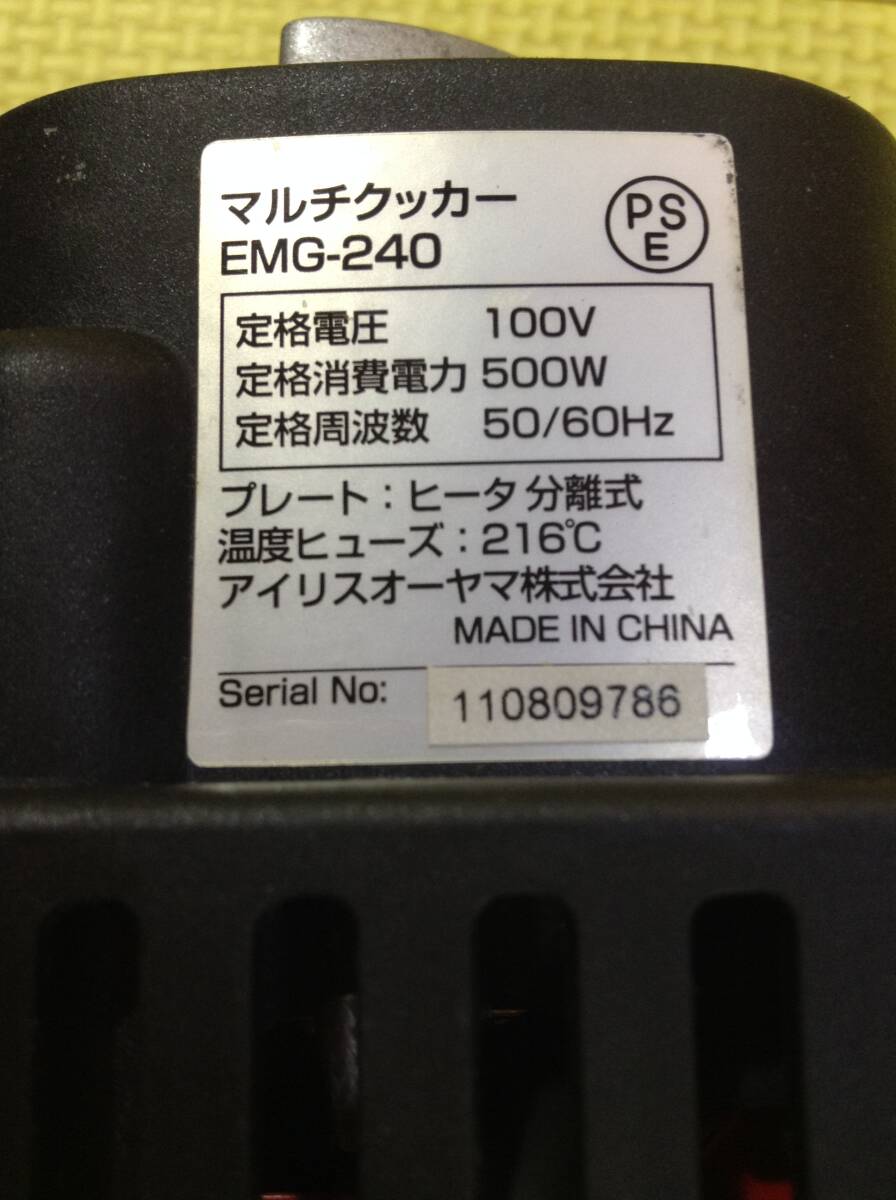 マルチクッカー
EMG-240
PS
E
定格電圧 100V
定格消費電力 500W
定格周波数 50/60Hz
プレート：ヒータ 分離式
温度ヒューズ：216℃
アイリスオーヤマ株式会社
MADE IN CHINA
Serial No: 110809786